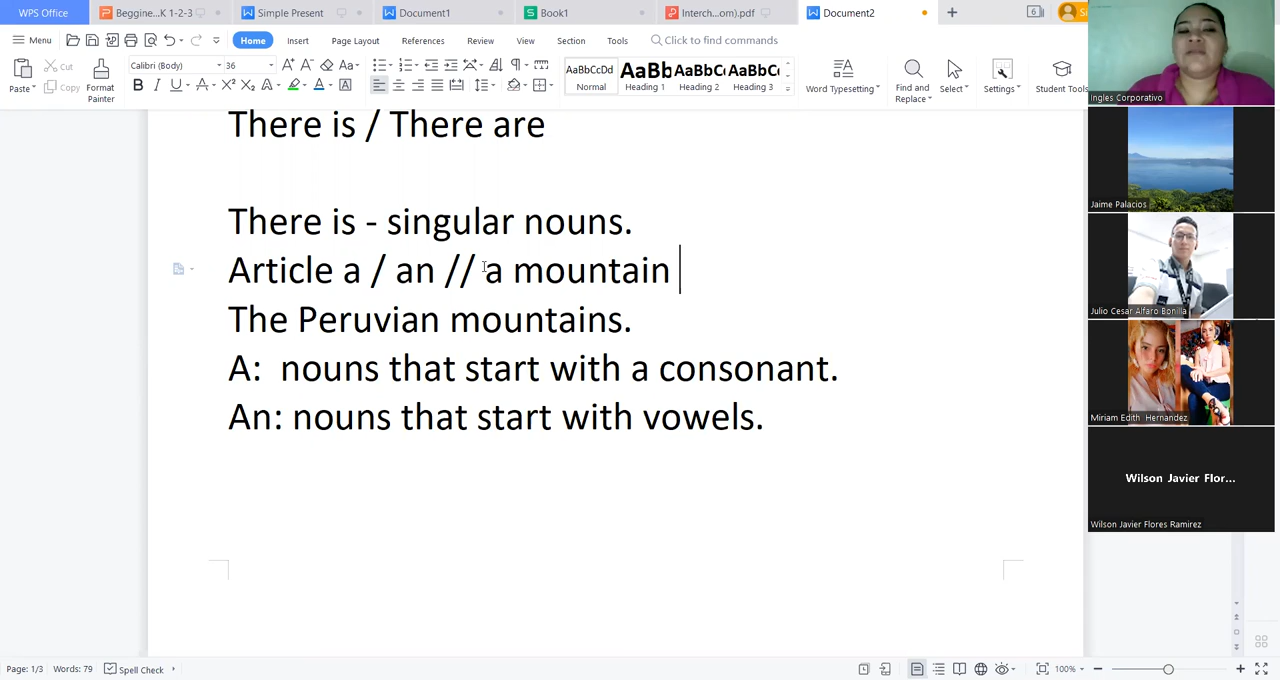 WPS Office
Beggine...K 1-2-3
Simple Present
Document1
Book1
Interch...om).pdf
Document2
Menu
Home
Insert
Page Layout
References
Review
View
Section
Tools
Click to find commands
Paste
Cut
Copy
Format Painter
Calibri (Body)
36
AaBbCcDd
Normal
AaBb
Heading 1
AaBbC
Heading 2
AaBbC
Heading 3
Word Typesetting
Find and Replace
Select
Settings
Student Tools
There is / There are
There is - singular nouns.
Article a / an // a mountain
The Peruvian mountains.
A: nouns that start with a consonant.
An: nouns that start with vowels.
Ingles Corporativo
Jaime Palacios
Julio Cesar Alfaro Bonilla
Miriam Edith Hernandez
Wilson Javier Flor...
Wilson Javier Flores Ramirez
Page: 1/3
Words: 79
Spell Check
100%